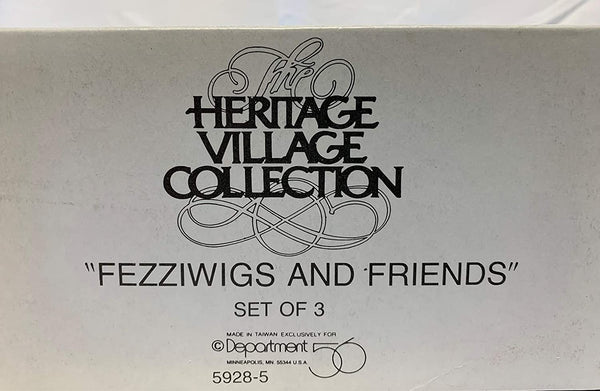 The
HERITAGE
VILLAGE
COLLECTION
"FEZZIWIGS AND FRIENDS"
SET OF 3
MADE IN TAIWAN EXCLUSIVELY FOR
© Department 56
MINNEAPOLIS, MN 55344 U.S.A.
5928-5